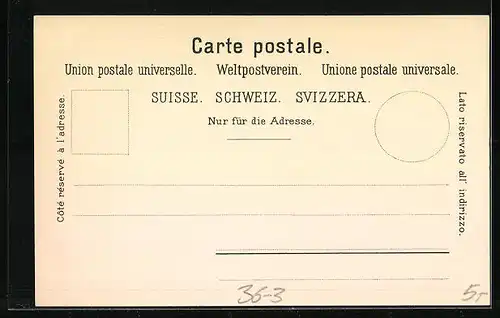 Carte postale.
Union postale universelle. Weltpostverein. Unione postale universale.
SUISSE. SCHWEIZ. SVIZZERA.
Nur für die Adresse.
Côté réservé à l'adresse.
Lato riservato all' indirizzo.
36-3
5,-